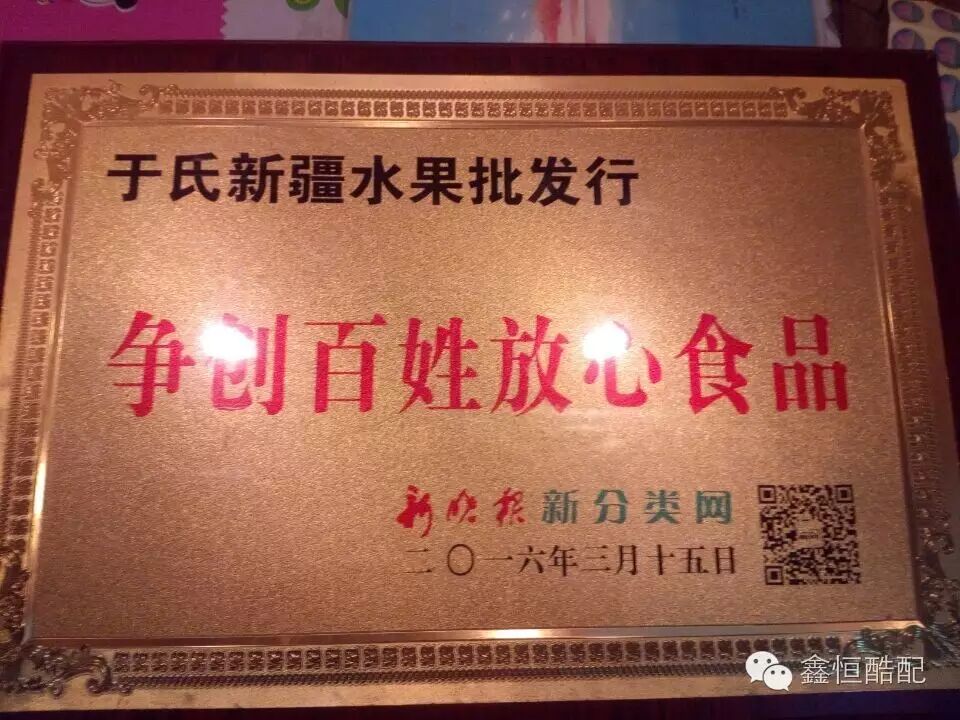 于氏新疆水果批发行
争创百姓放心食品
新晚报 新分类网
二〇一六年三月十五日
鑫恒酷配